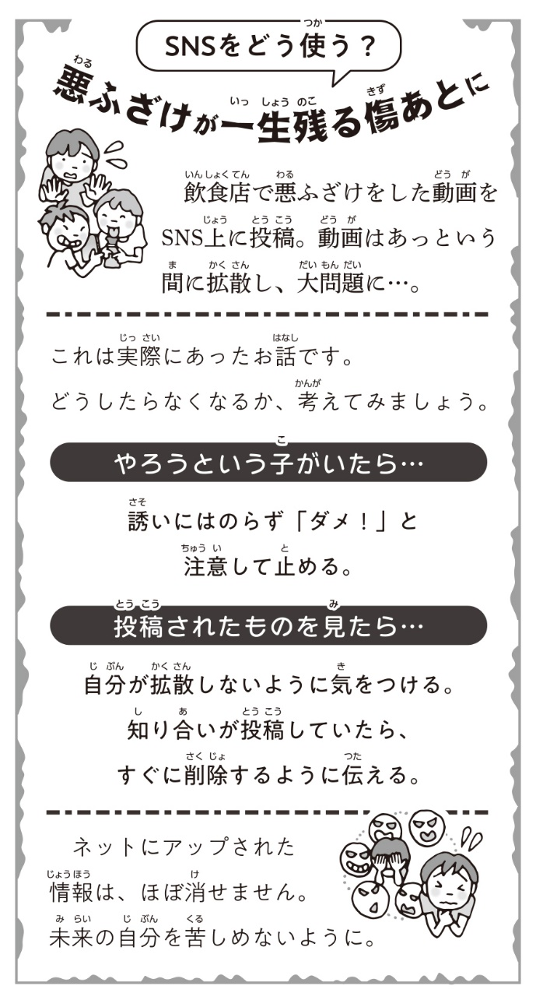 SNSをどう使う？
悪ふざけが一生残る傷あとに
飲食店で悪ふざけをした動画を
SNS上に投稿。動画はあっという
間に拡散し、大問題に…。
これは実際にあったお話です。
どうしたらなくなるか、考えてみましょう。
やろうという子がいたら…
誘いにはのらず「ダメ！」と
注意して止める。
投稿されたものを見たら…
自分が拡散しないように気をつける。
知り合いが投稿していたら、
すぐに削除するように伝える。
ネットにアップされた
情報は、ほぼ消せません。
未来の自分を苦しめないように。